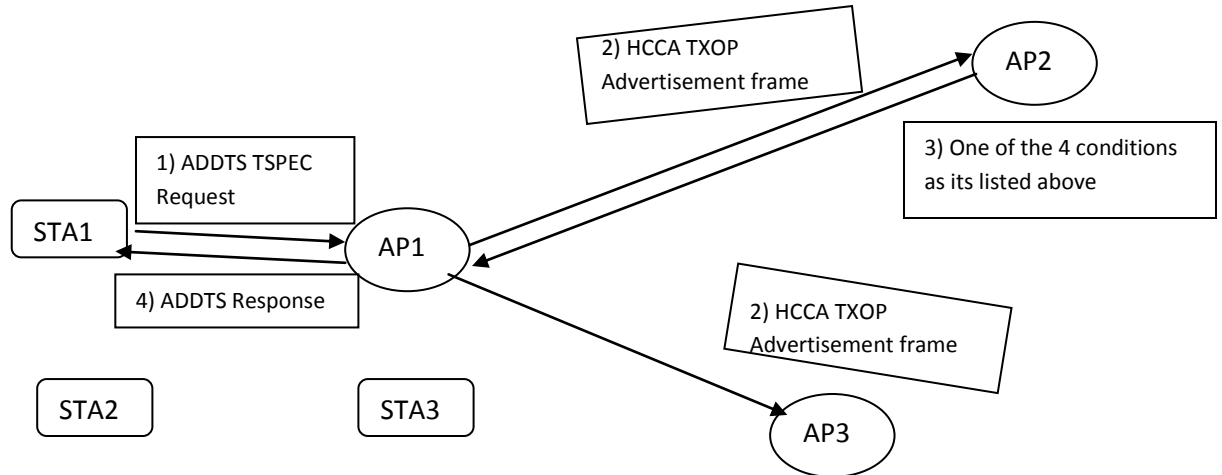 2) HCCA TXOP
Advertisement frame
AP2
1) ADDTS TSPEC
Request
3) One of the 4 conditions
as its listed above
STA1
AP1
4) ADDTS Response
2) HCCA TXOP
Advertisement frame
STA2
STA3
AP3